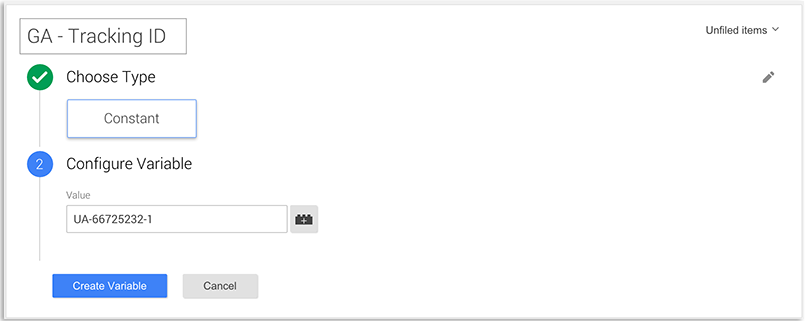 GA - Tracking ID
Unfiled items
Choose Type
Constant
2
Configure Variable
Value
UA-66725232-1
Create Variable
Cancel